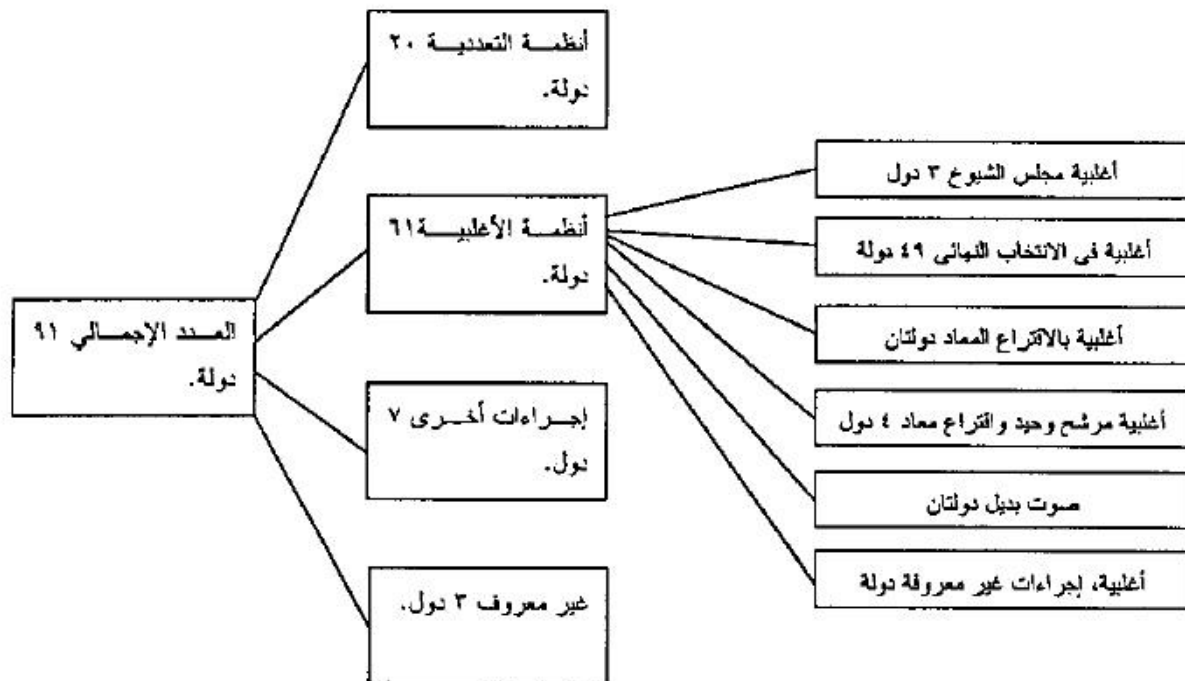 العدد الإجمالي ٩١
دولة.
أنظمة التعددية ٢٠
دولة.
أنظمة الأغلبية ٦١
دولة.
إجراءات أخرى ٧
دول.
غير معروف ٣ دول.
أغلبية مجلس الشيوخ ٣ دول
أغلبية فى الانتخاب النهائى ٤٩ دولة
أغلبية بالاقتراع المعاد دولتان
أغلبية مرشح وحيد واقتراع معاد ٤ دول
صوت بديل دولتان
أغلبية، إجراءات غير معروفة دولة